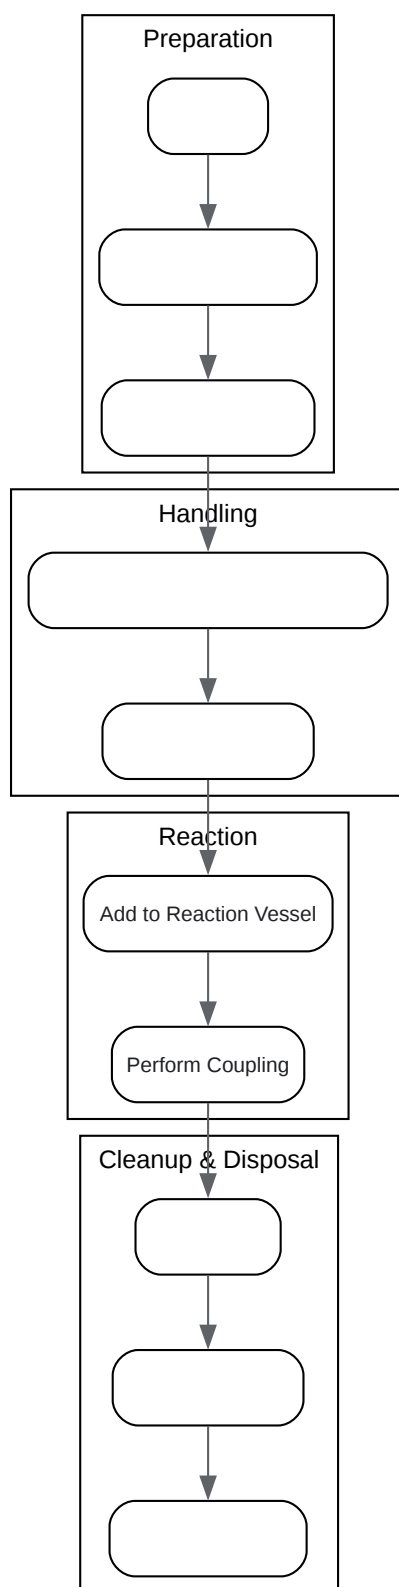 Preparation
Handling
Reaction
Add to Reaction Vessel
Perform Coupling
Cleanup & Disposal